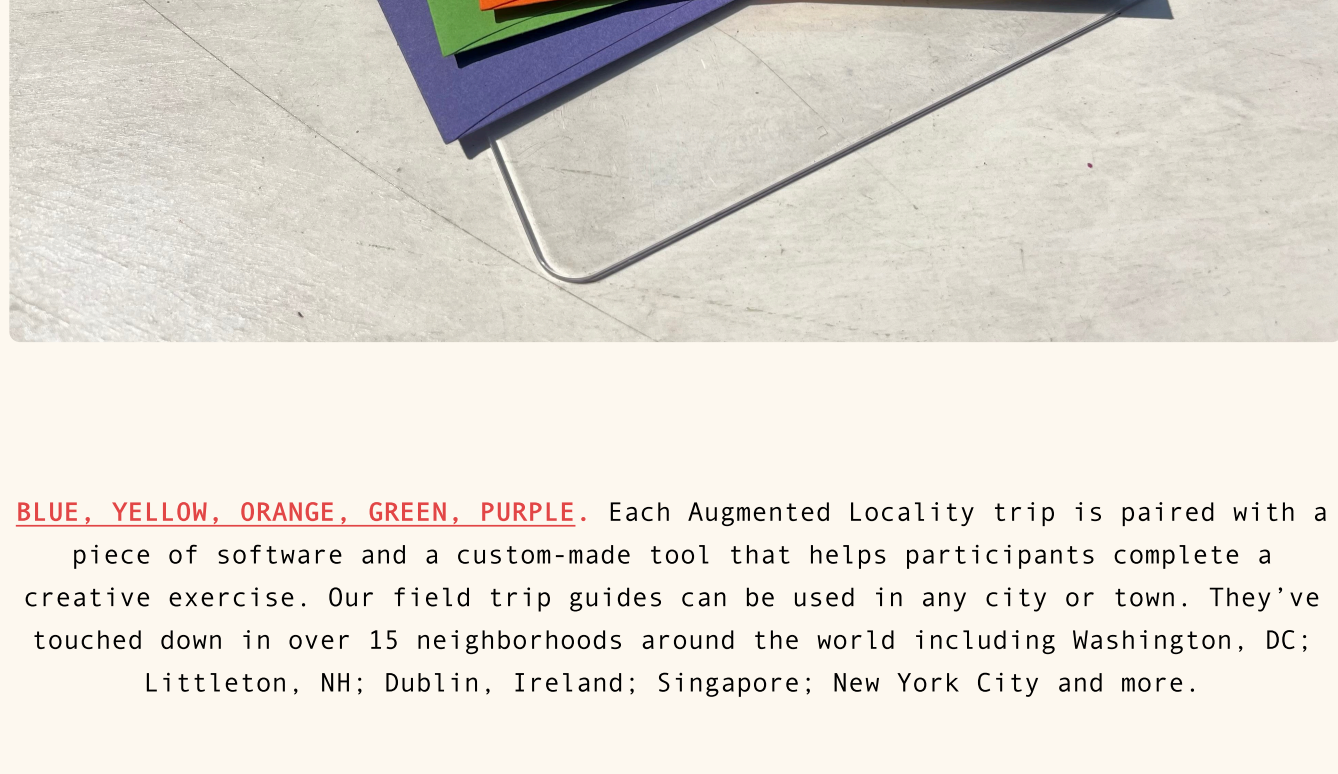 BLUE, YELLOW, ORANGE, GREEN, PURPLE. Each Augmented Locality trip is paired with a
piece of software and a custom-made tool that helps participants complete a
creative exercise. Our field trip guides can be used in any city or town. They’ve
touched down in over 15 neighborhoods around the world including Washington, DC;
Littleton, NH; Dublin, Ireland; Singapore; New York City and more.